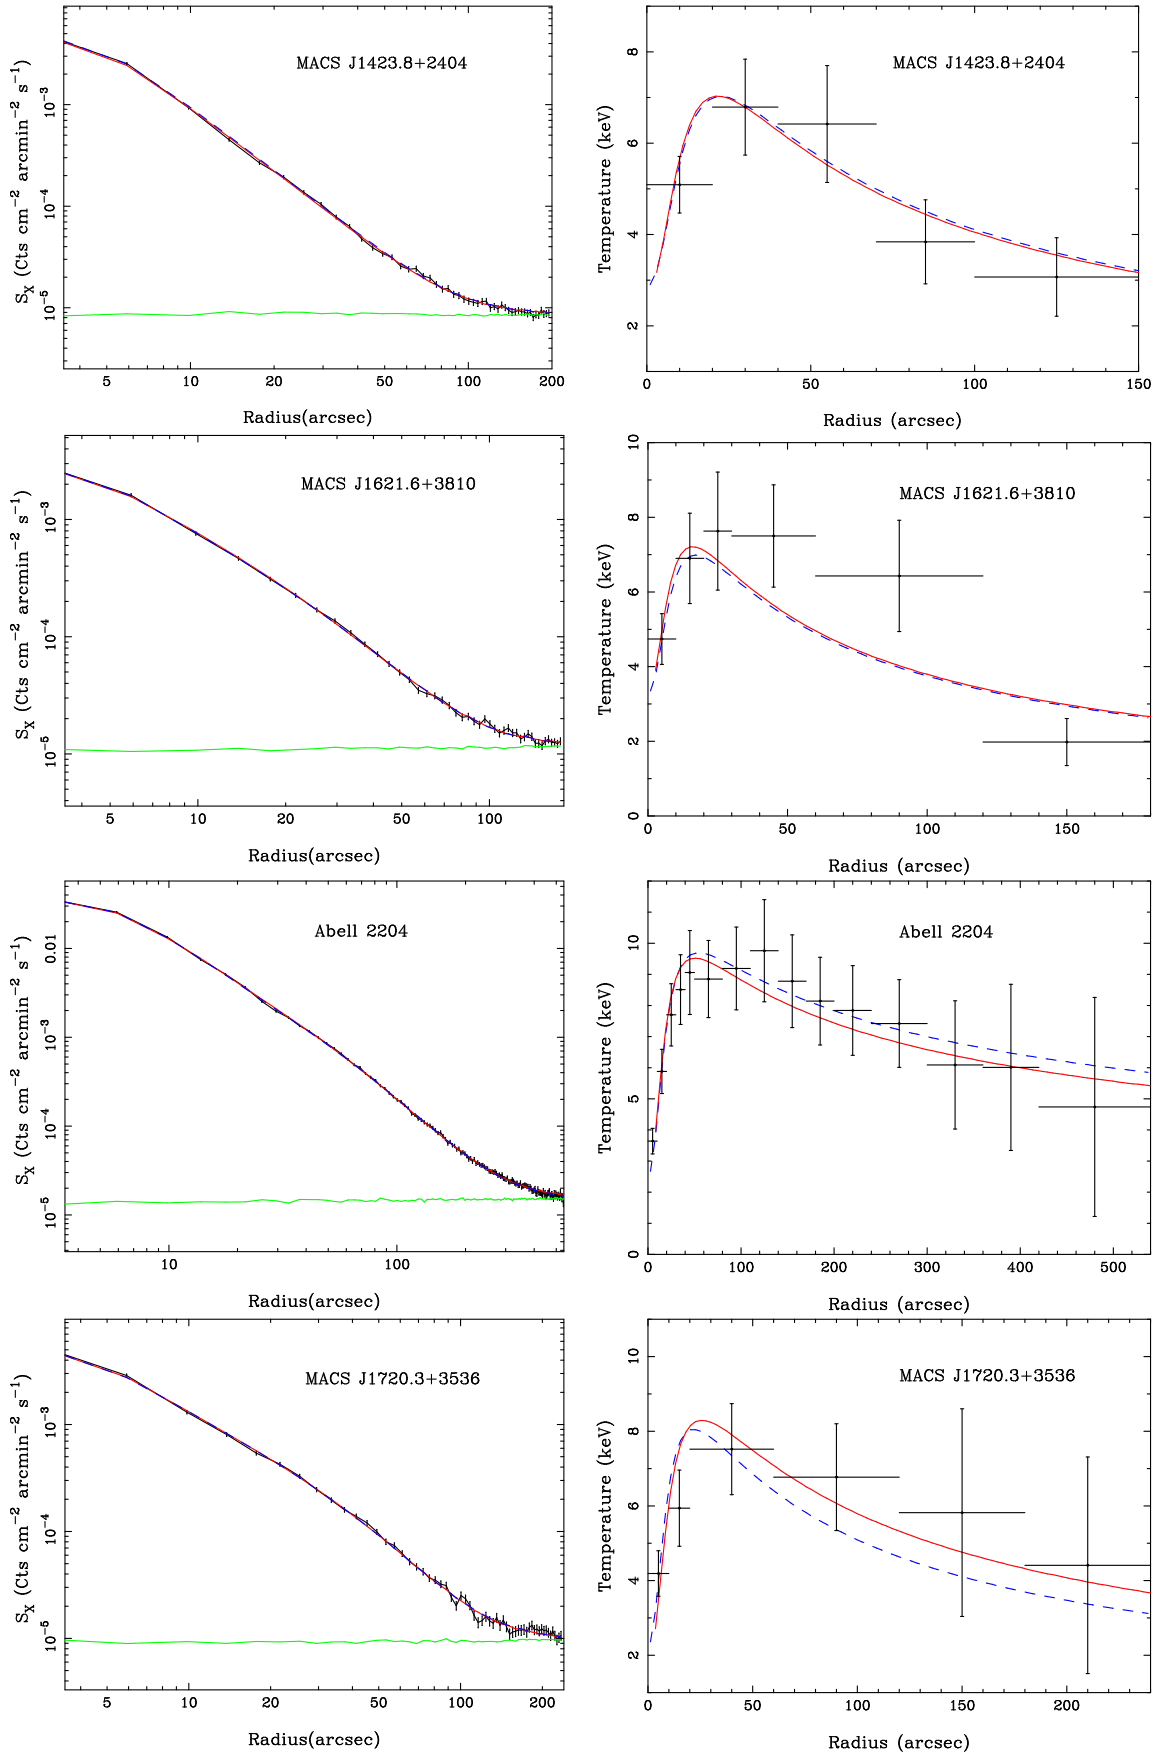 MACS J1423.8+2404
S_X (Cts cm^-2 arcmin^-2 s^-1)
10^-3
10^-4
10^-5
5 10 20 50 100 200
Radius(arcsec)
MACS J1423.8+2404
Temperature (keV)
8
6
4
2
0 50 100 150
Radius (arcsec)
MACS J1621.6+3810
S_X (Cts cm^-2 arcmin^-2 s^-1)
10^-3
10^-4
10^-5
5 10 20 50 100
Radius(arcsec)
MACS J1621.6+3810
Temperature (keV)
10
8
6
4
2
0
0 50 100 150
Radius (arcsec)
Abell 2204
S_X (Cts cm^-2 arcmin^-2 s^-1)
0.01
10^-3
10^-4
10^-5
10 100
Radius(arcsec)
Abell 2204
Temperature (keV)
10
5
0
0 100 200 300 400 500
Radius (arcsec)
MACS J1720.3+3536
S_X (Cts cm^-2 arcmin^-2 s^-1)
10^-3
10^-4
10^-5
5 10 20 50 100 200
Radius(arcsec)
MACS J1720.3+3536
Temperature (keV)
10
8
6
4
2
0 50 100 150 200
Radius (arcsec)